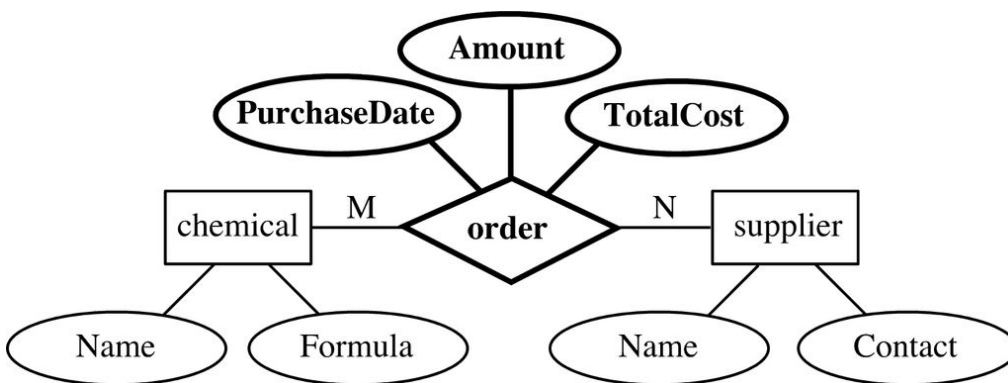 Amount
PurchaseDate
TotalCost
M
N
chemical
order
supplier
Name
Formula
Name
Contact